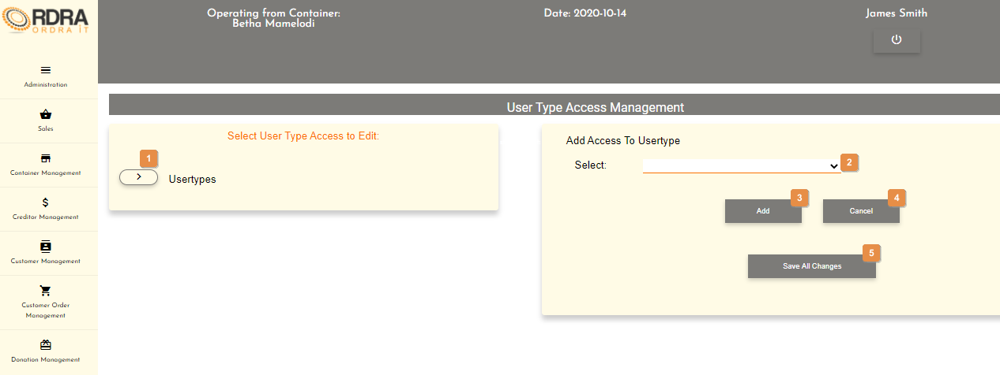 ORDRA
ORDRA IT
Operating from Container:
Betha Mamelodi
Date: 2020-10-14
James Smith
Administration
Sales
Container Management
Creditor Management
Customer Management
Customer Order
Management
Donation Management
User Type Access Management
Select User Type Access to Edit:
1
Usertypes
Add Access To Usertype
Select:
2
3
Add
4
Cancel
5
Save All Changes